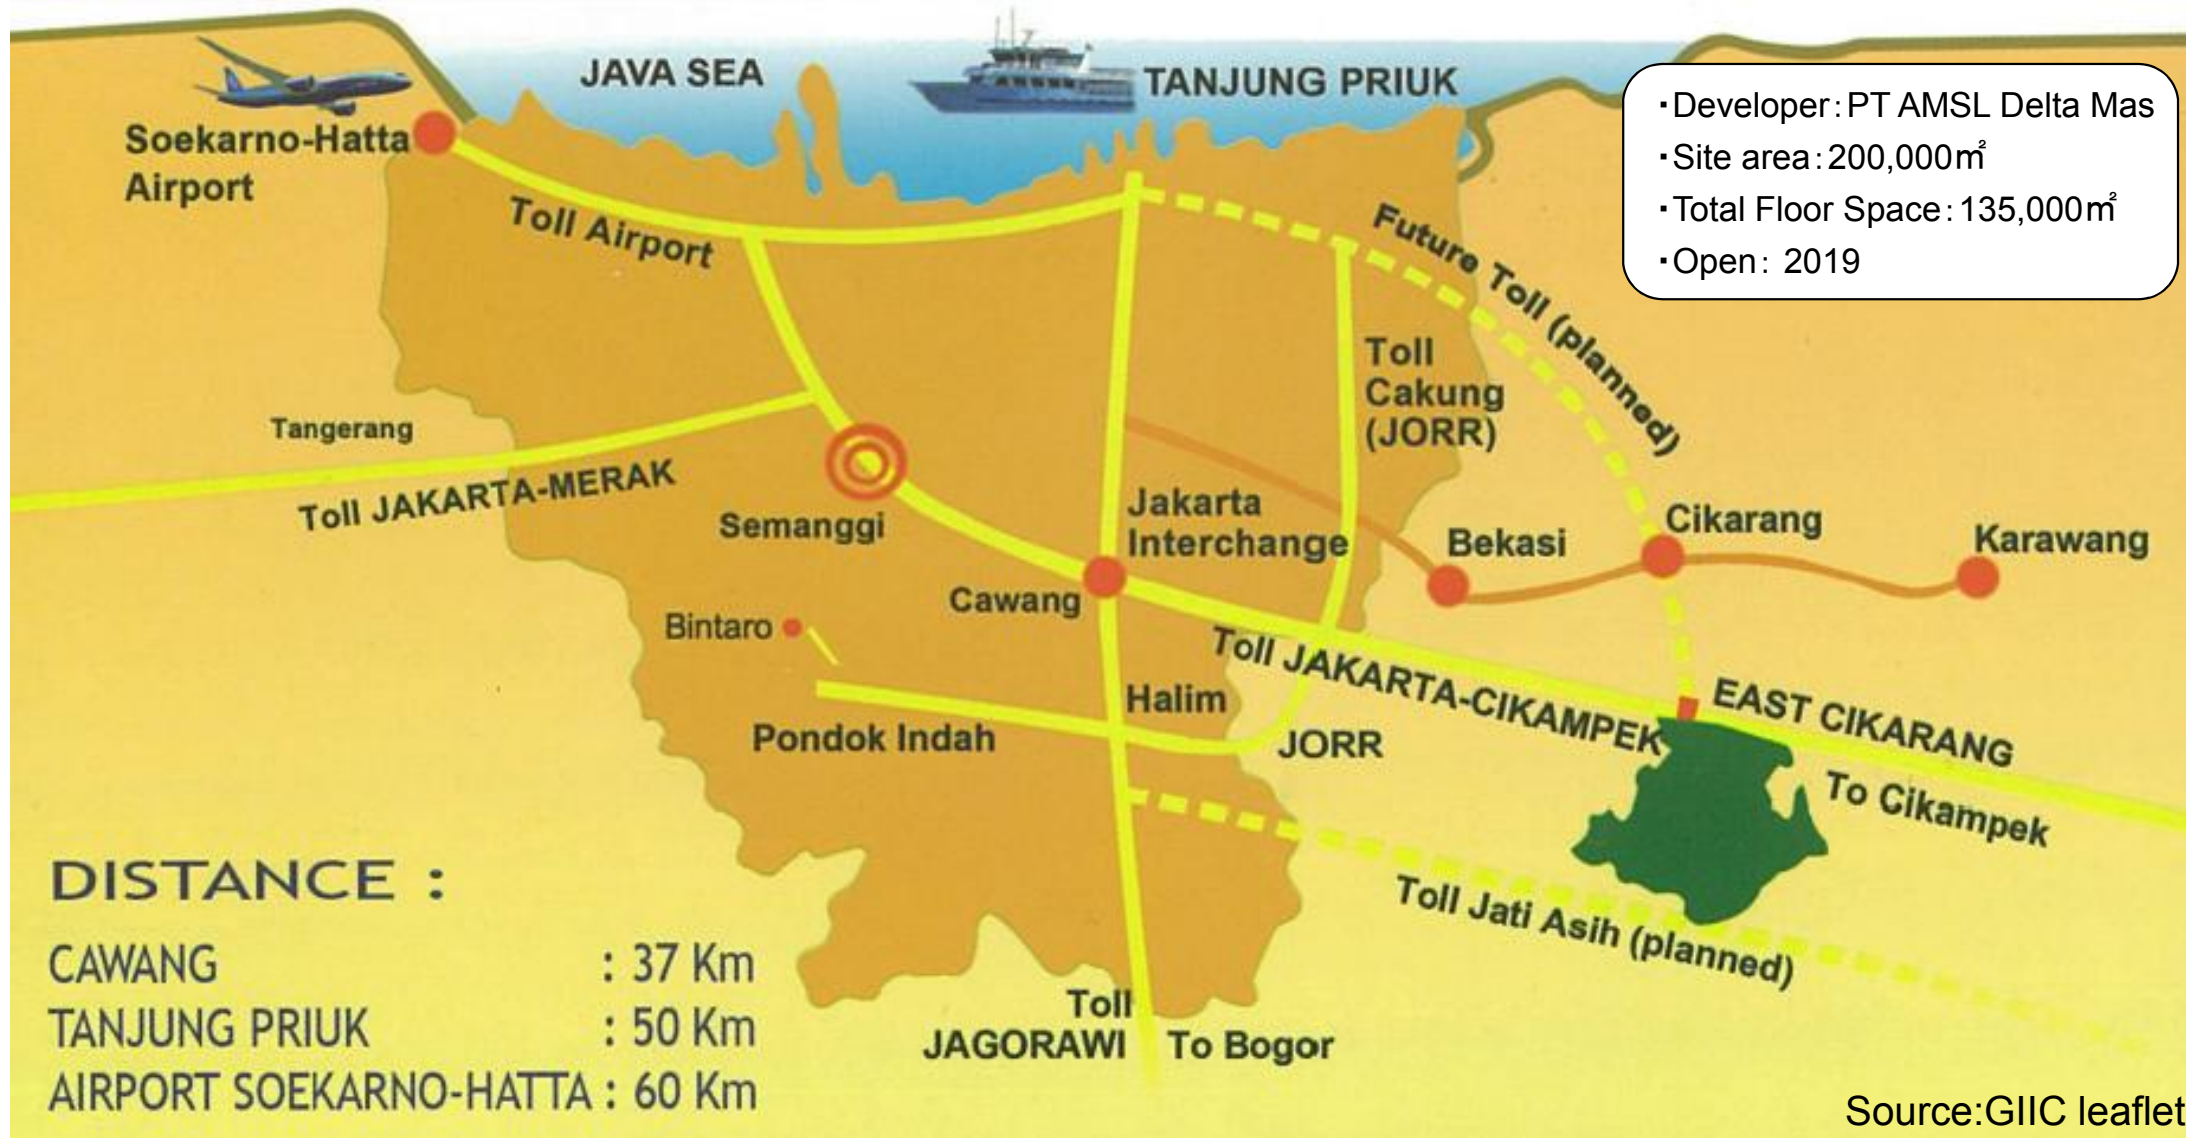 JAVA SEA
TANJUNG PRIUK
・Developer：PT AMSL Delta Mas
・Site area：200,000㎡
・Total Floor Space：135,000㎡
・Open： 2019
Soekarno-Hatta
Airport
Toll Airport
Future Toll (planned)
Toll
Cakung
(JORR)
Tangerang
Toll JAKARTA-MERAK
Semanggi
Jakarta
Interchange
Bekasi
Cikarang
Karawang
Cawang
Bintaro
Toll JAKARTA-CIKAMPEK
Halim
EAST CIKARANG
Pondok Indah
JORR
To Cikampek
Toll Jati Asih (planned)
DISTANCE :
CAWANG : 37 Km
TANJUNG PRIUK : 50 Km
AIRPORT SOEKARNO-HATTA : 60 Km
Toll
JAGORAWI
To Bogor
Source:GIIC leaflet